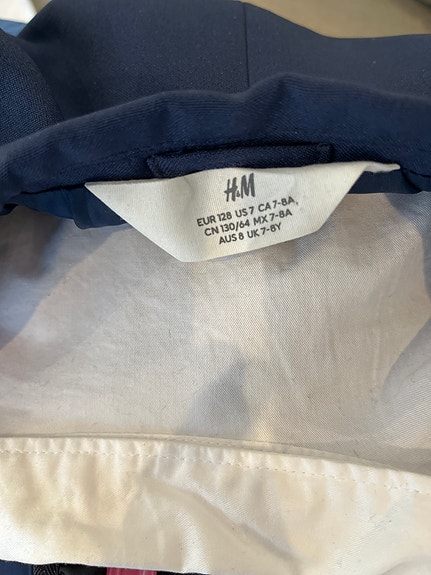 H&M
EUR 128 US 7 CA 7-8A,
CN 130/64 MX 7-8A
AUS 8 UK 7-8Y